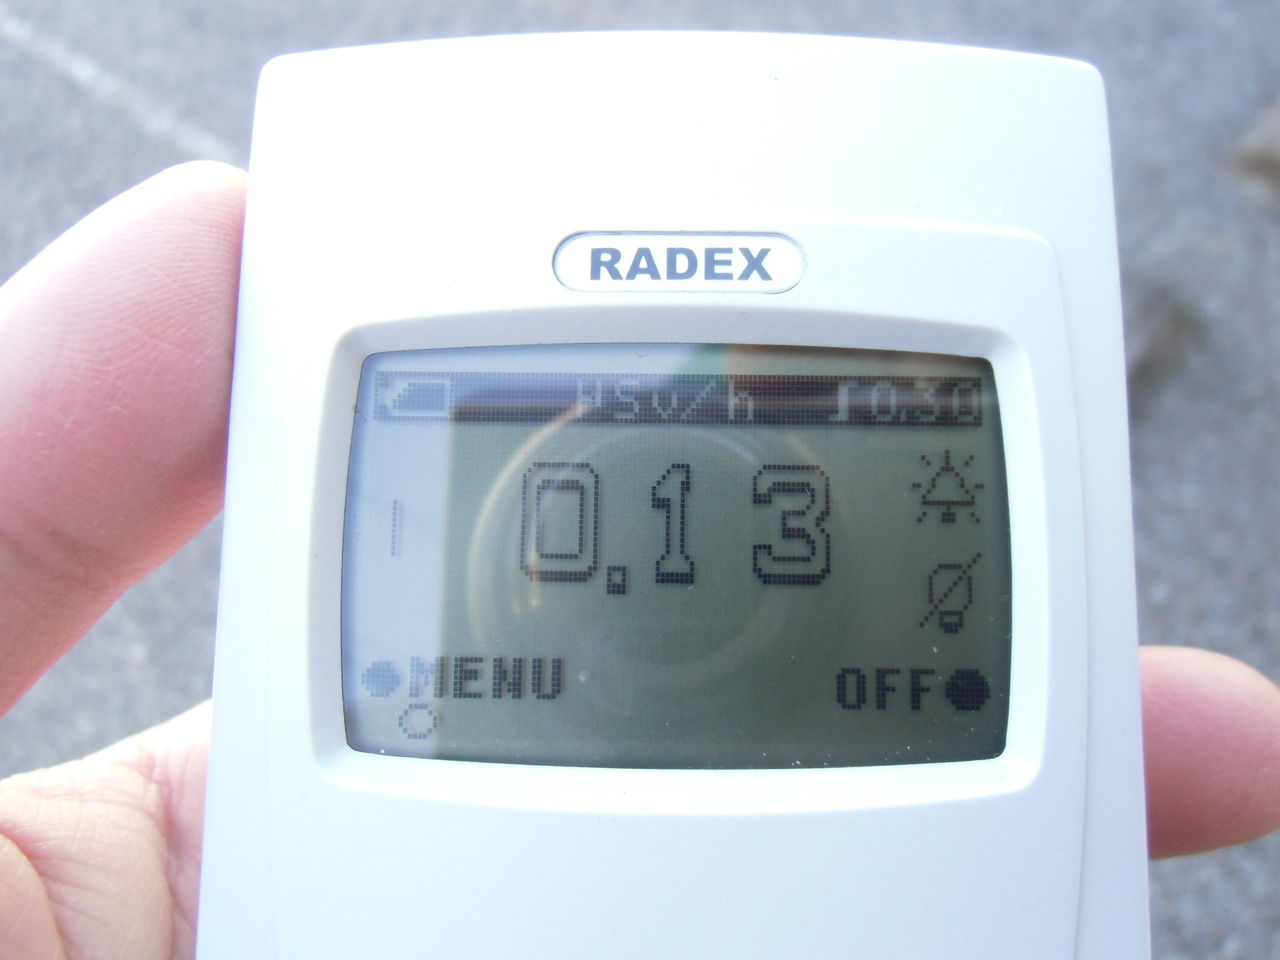 RADEX
µSv/h 0.30
0.13
MENU OFF